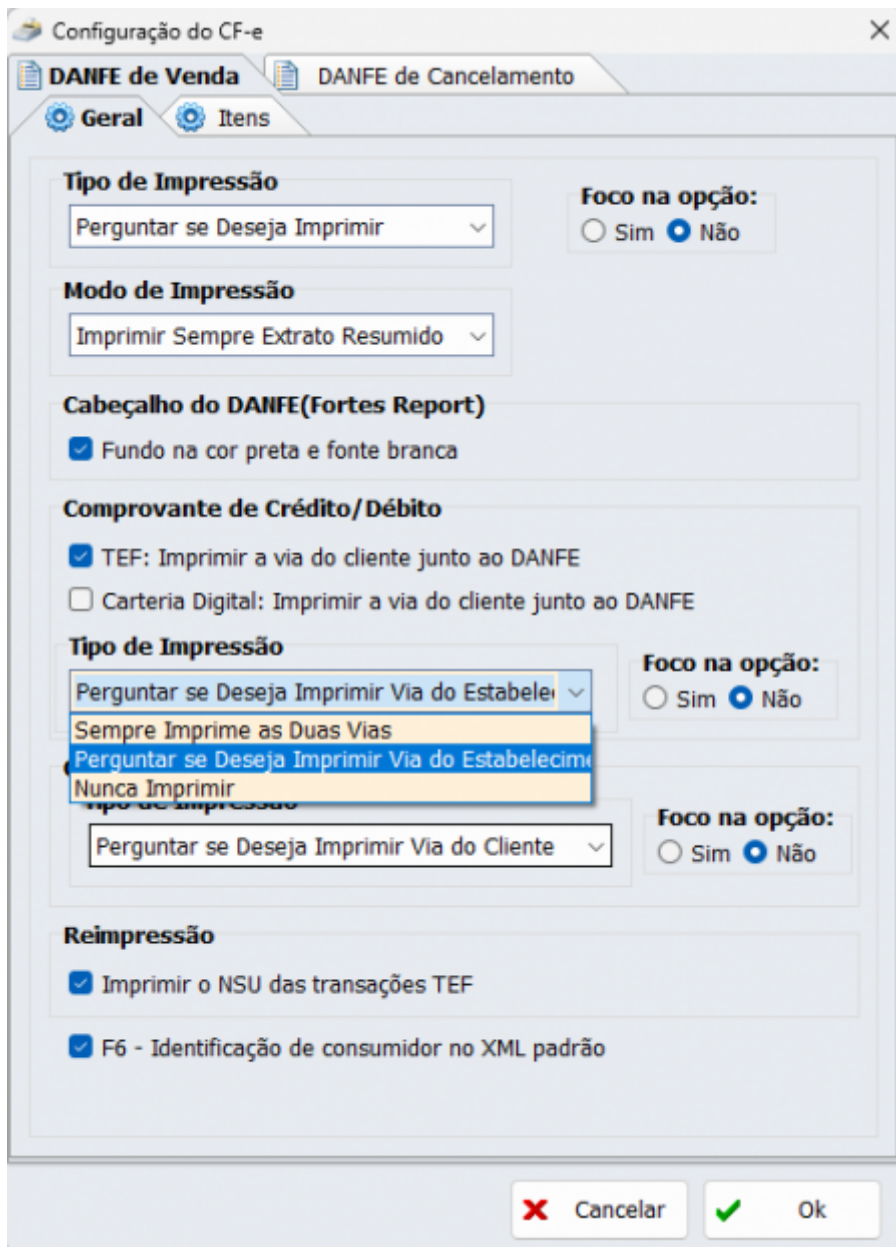 Configuração do CF-e
DANFE de Venda
DANFE de Cancelamento
Geral
Itens
Tipo de Impressão
Perguntar se Deseja Imprimir
Foco na opção:
Sim Não
Modo de Impressão
Imprimir Sempre Extrato Resumido
Cabeçalho do DANFE(Fortes Report)
Fundo na cor preta e fonte branca
Comprovante de Crédito/Débito
TEF: Imprimir a via do cliente junto ao DANFE
Carteria Digital: Imprimir a via do cliente junto ao DANFE
Tipo de Impressão
Perguntar se Deseja Imprimir Via do Estabele
Foco na opção:
Sim Não
Sempre Imprime as Duas Vias
Perguntar se Deseja Imprimir Via do Estabelecim
Nunca Imprimir
Tipo de Impressão
Perguntar se Deseja Imprimir Via do Cliente
Foco na opção:
Sim Não
Reimpressão
Imprimir o NSU das transações TEF
F6 - Identificação de consumidor no XML padrão
Cancelar
Ok